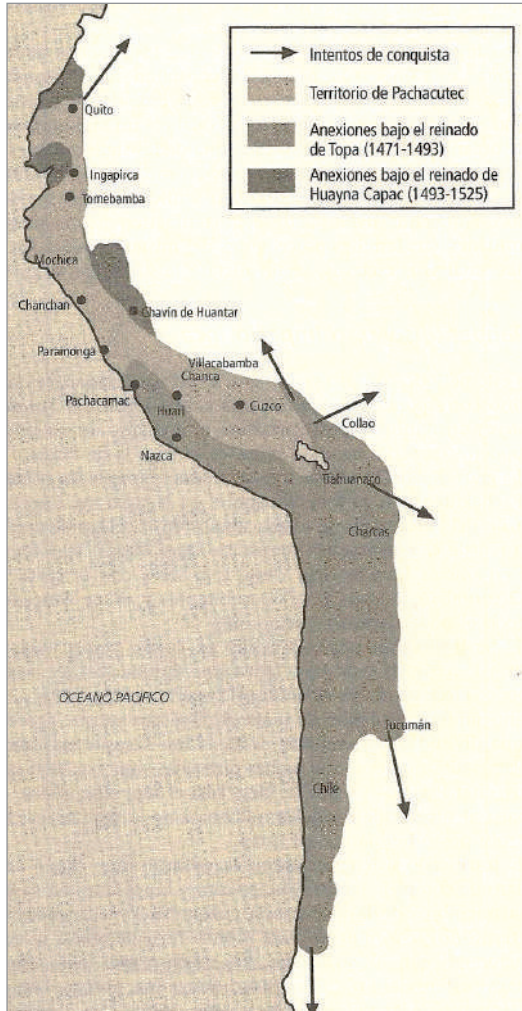 Intentos de conquista
Territorio de Pachacutec
Anexiones bajo el reinado
de Topa (1471-1493)
Anexiones bajo el reinado de
Huayna Capac (1493-1525)
Quito
Ingapirca
Tomebamba
Mochica
Chanchan
Chavín de Huantar
Paramonga
Villacabamba
Chanca
Pachacamac
Huari
Cuzco
Collao
Nazca
Tiahuanaco
Charcas
OCEANO PACIFICO
Tucumán
Chile